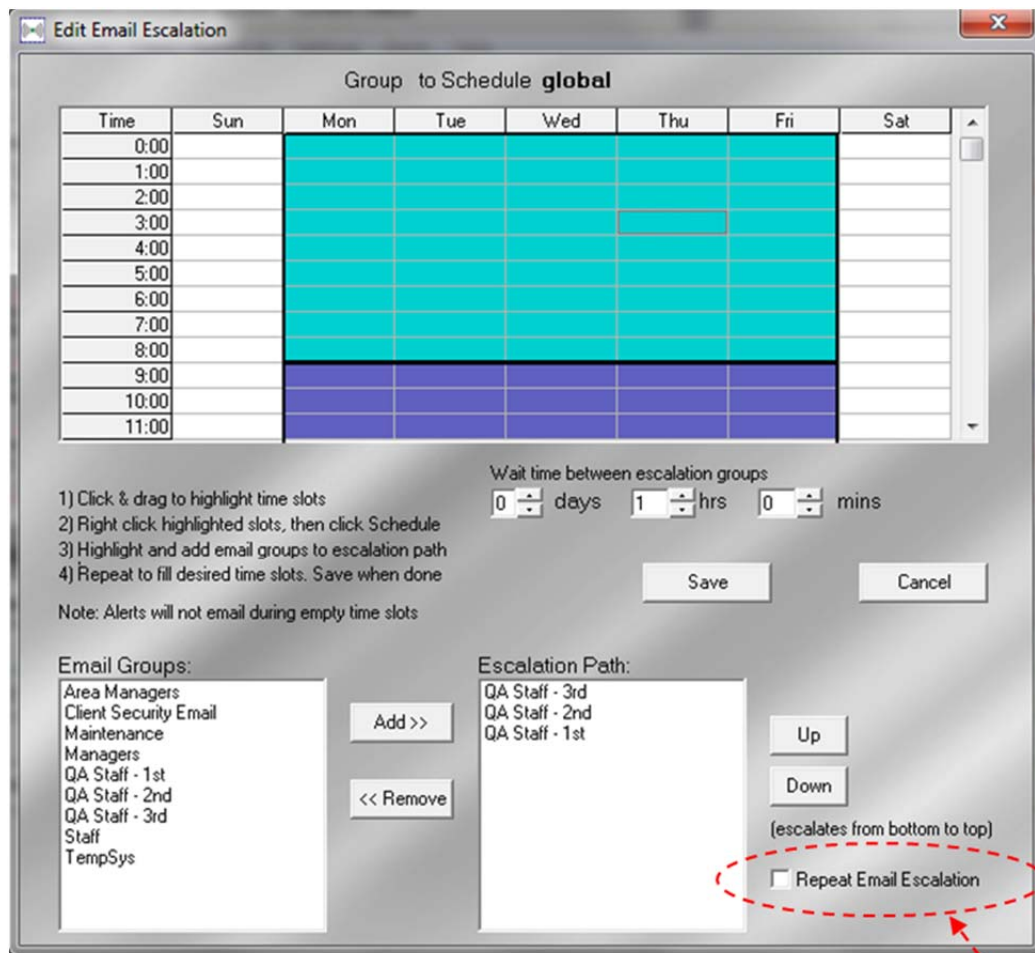 Edit Email Escalation
Group to Schedule global
Time Sun Mon Tue Wed Thu Fri Sat
0:00
1:00
2:00
3:00
4:00
5:00
6:00
7:00
8:00
9:00
10:00
11:00
Wait time between escalation groups
0 days 1 hrs 0 mins
1) Click & drag to highlight time slots
2) Right click highlighted slots, then click Schedule
3) Highlight and add email groups to escalation path
4) Repeat to fill desired time slots. Save when done
Note: Alerts will not email during empty time slots
Save
Cancel
Email Groups:
Area Managers
Client Security Email
Maintenance
Managers
QA Staff - 1st
QA Staff - 2nd
QA Staff - 3rd
Staff
TempSys
Add >>
<< Remove
Escalation Path:
QA Staff - 3rd
QA Staff - 2nd
QA Staff - 1st
Up
Down
(escalates from bottom to top)
Repeat Email Escalation